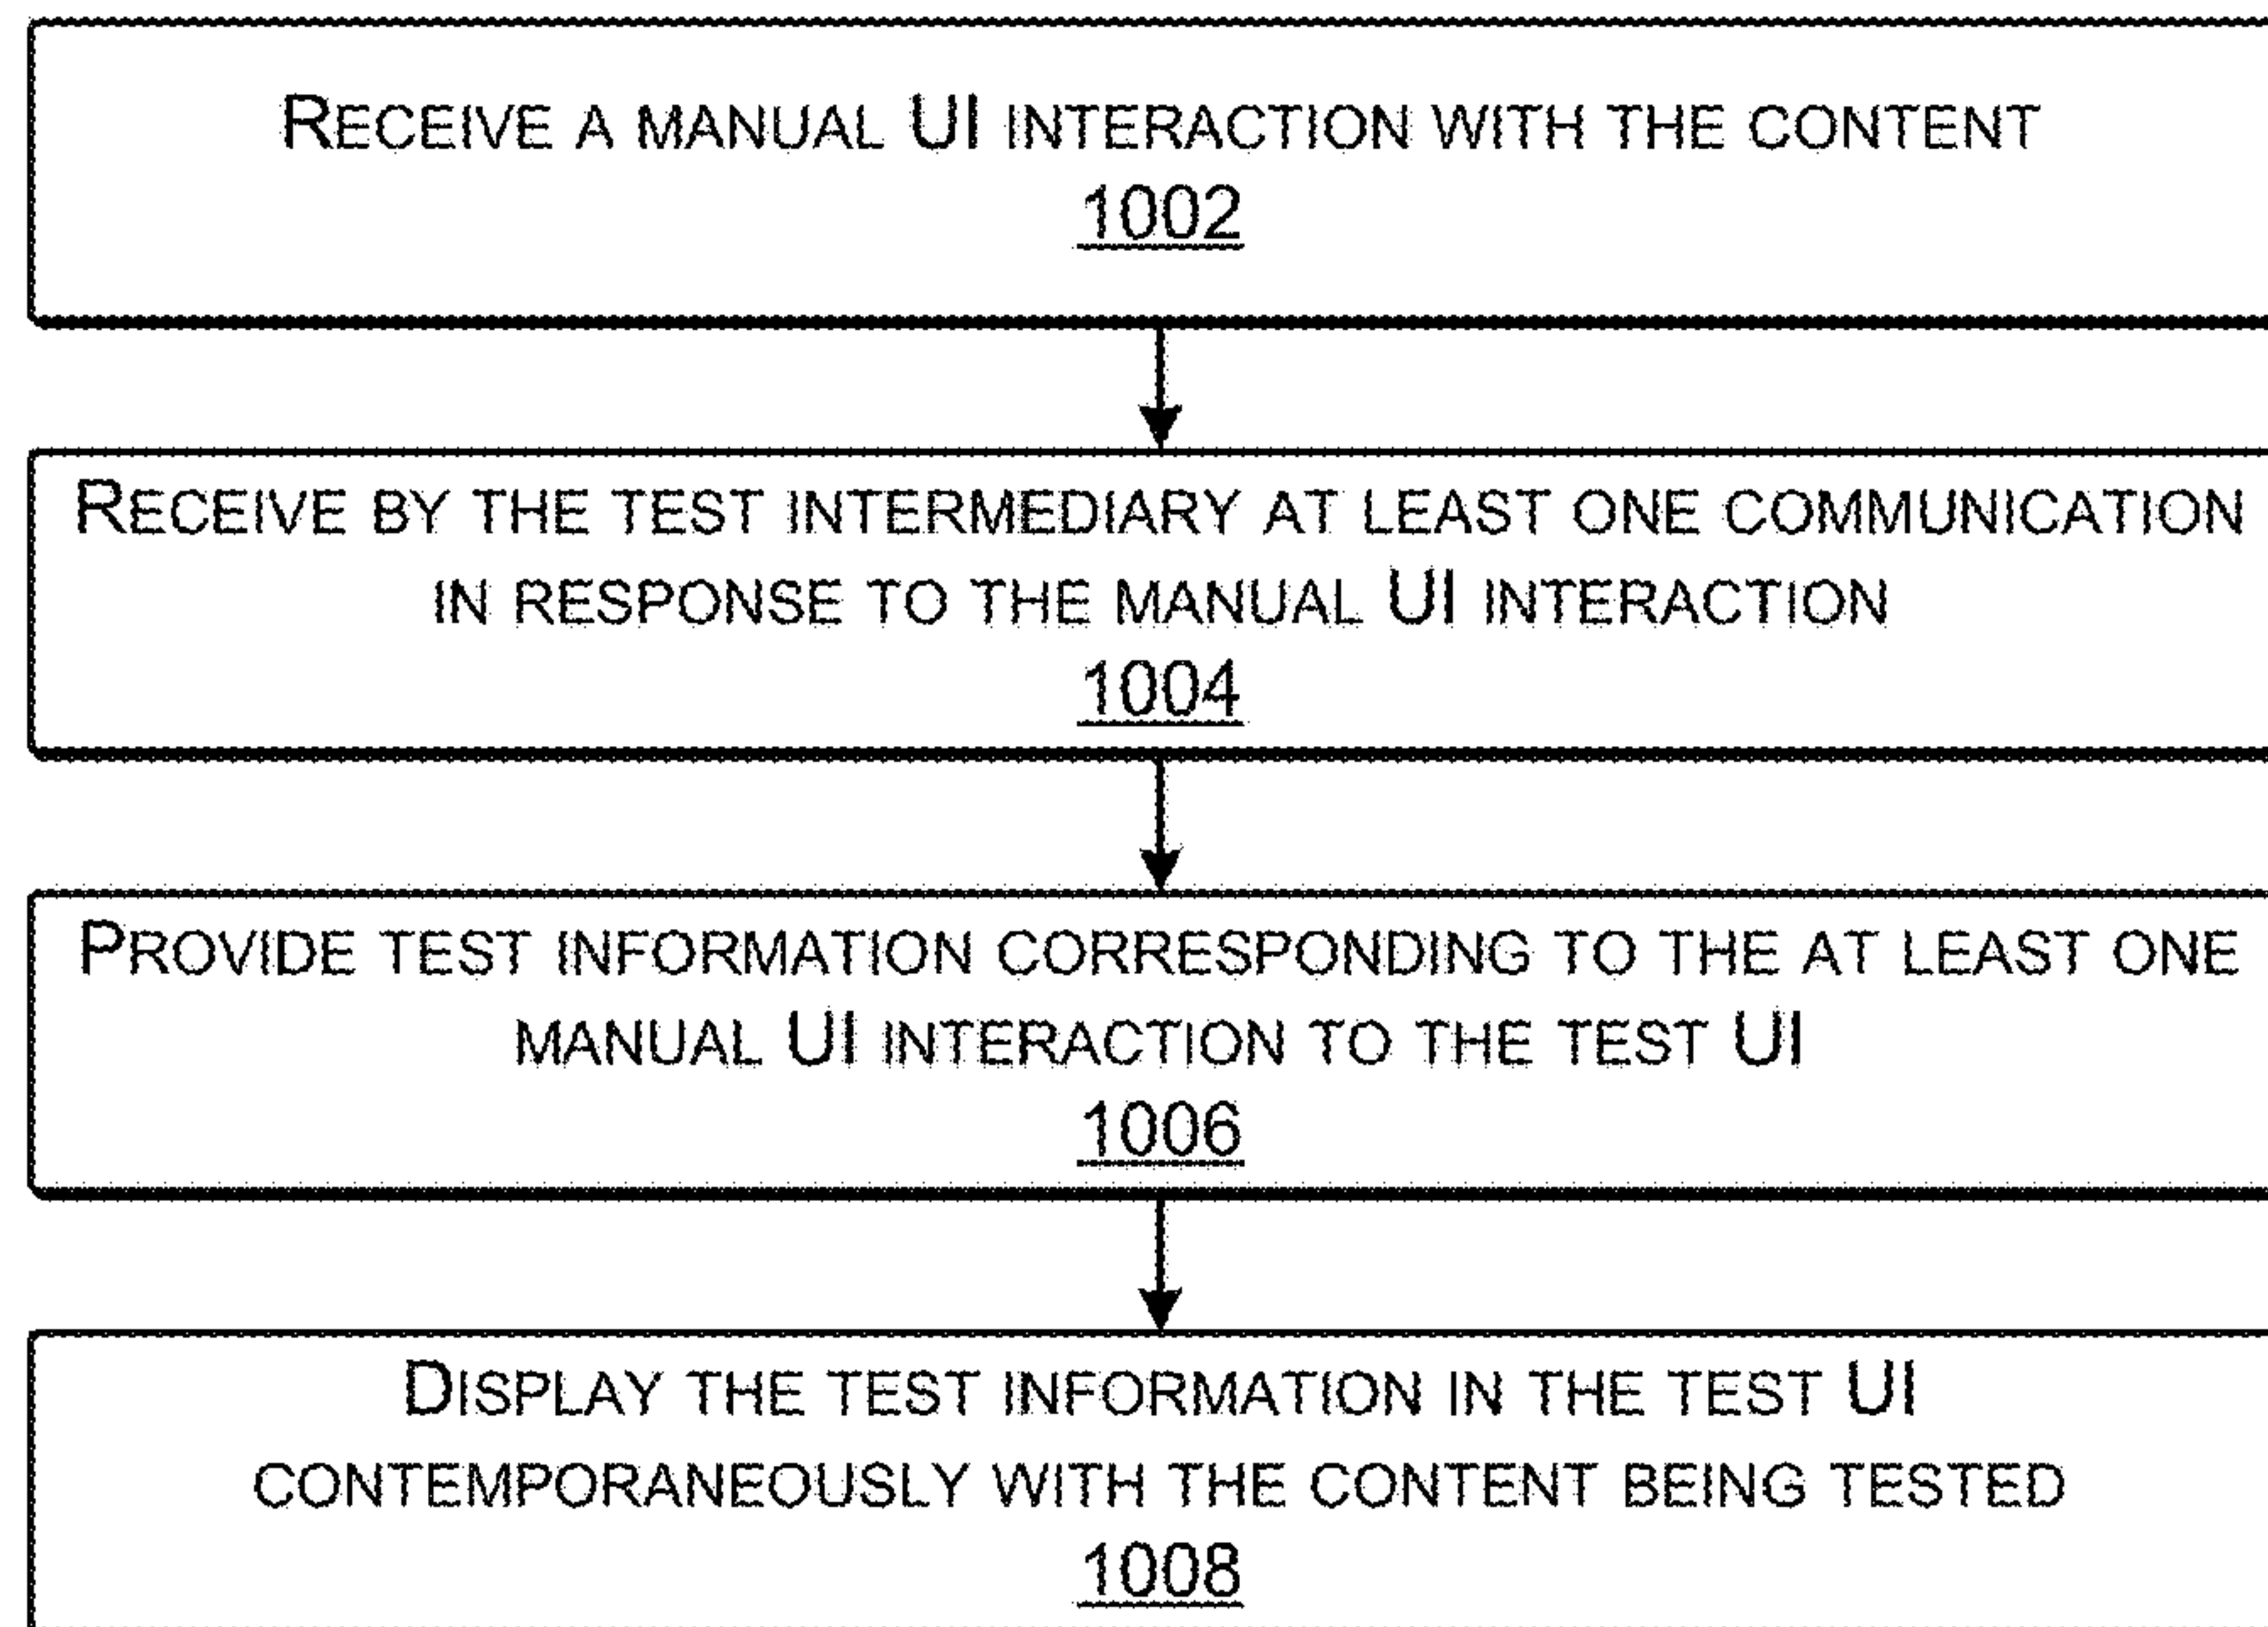 RECEIVE A MANUAL UI INTERACTION WITH THE CONTENT
1002
RECEIVE BY THE TEST INTERMEDIARY AT LEAST ONE COMMUNICATION
IN RESPONSE TO THE MANUAL UI INTERACTION
1004
PROVIDE TEST INFORMATION CORRESPONDING TO THE AT LEAST ONE
MANUAL UI INTERACTION TO THE TEST UI
1006
DISPLAY THE TEST INFORMATION IN THE TEST UI
CONTEMPORANEOUSLY WITH THE CONTENT BEING TESTED
1008